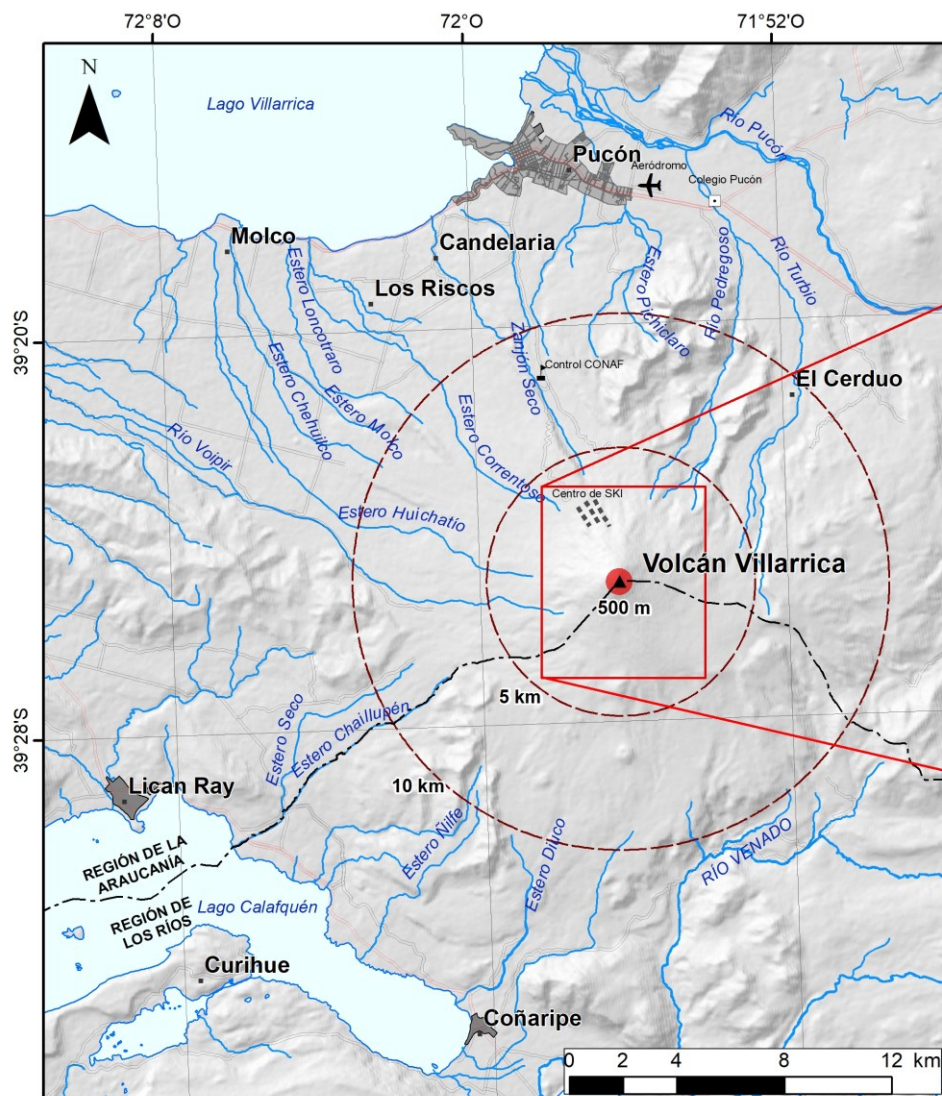 72°8'O
72°O
71°52'O
N
Lago Villarrica
Río Pucón
Pucón
Aeródromo
Colegio Pucón
Molco
Candelaria
Los Riscos
Estero Loncotraro
Estero Pichiclaro
Río Pedregoso
Río Turbio
39°20'S
Zanjón Seco
Control CONAF
El Cerduo
Estero Chehuilco
Estero Molco
Estero Correntoso
Río Voipir
Centro de SKI
Estero Huichatío
Volcán Villarrica
500 m
5 km
39°28'S
Estero Seco
Estero Chaillupén
10 km
Lican Ray
Estero Ñilfe
Estero Diuco
RÍO VENADO
REGIÓN DE LA
ARAUCANÍA
REGIÓN DE
LOS RÍOS
Lago Calafquén
Curihue
Coñaripe
0 2 4 8 12 km